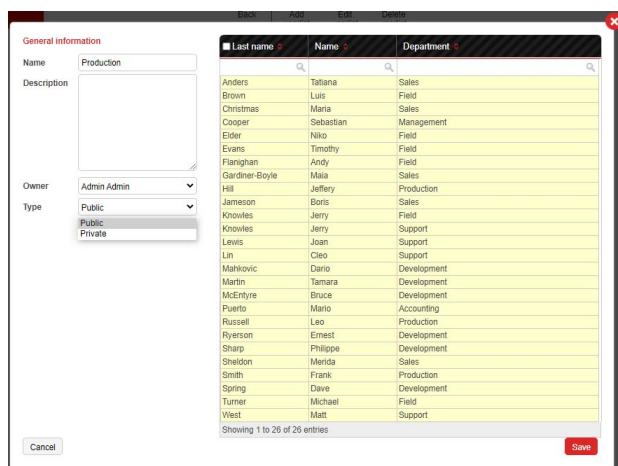 Back Add Edit Delete
General information
Name Production
Description
Owner Admin Admin
Type Public
Public
Private
Last name Name Department
Anders Tatiana Sales
Brown Luis Field
Christmas Maria Sales
Cooper Sebastian Management
Elder Niko Field
Evans Timothy Field
Flanighan Andy Field
Gardiner-Boyle Maia Sales
Hill Jeffery Production
Jameson Boris Sales
Knowles Jerry Field
Knowles Jerry Support
Lewis Joan Support
Lin Cleo Support
Mahkovic Dario Development
Martin Tamara Development
McEntyre Bruce Development
Puerto Mario Accounting
Russell Leo Production
Ryerson Ernest Development
Sharp Philippe Development
Sheldon Merida Sales
Smith Frank Production
Spring Dave Development
Turner Michael Field
West Matt Support
Showing 1 to 26 of 26 entries
Cancel Save